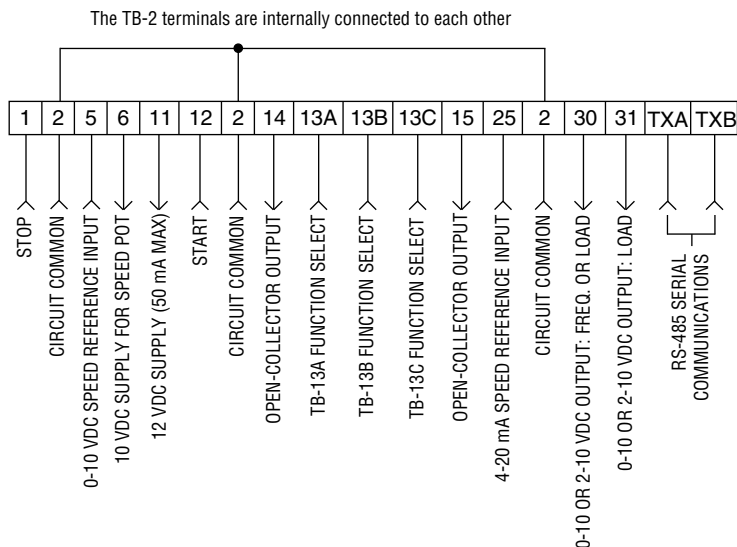 The TB-2 terminals are internally connected to each other
1 2 5 6 11 12 2 14 13A 13B 13C 15 25 2 30 31 TXA TXB
STOP
CIRCUIT COMMON
0-10 VDC SPEED REFERENCE INPUT
10 VDC SUPPLY FOR SPEED POT
12 VDC SUPPLY (50 mA MAX)
START
CIRCUIT COMMON
OPEN-COLLECTOR OUTPUT
TB-13A FUNCTION SELECT
TB-13B FUNCTION SELECT
TB-13C FUNCTION SELECT
OPEN-COLLECTOR OUTPUT
4-20 mA SPEED REFERENCE INPUT
CIRCUIT COMMON
0-10 OR 2-10 VDC OUTPUT: FREQ. OR LOAD
0-10 OR 2-10 VDC OUTPUT: LOAD
RS-485 SERIAL
COMMUNICATIONS